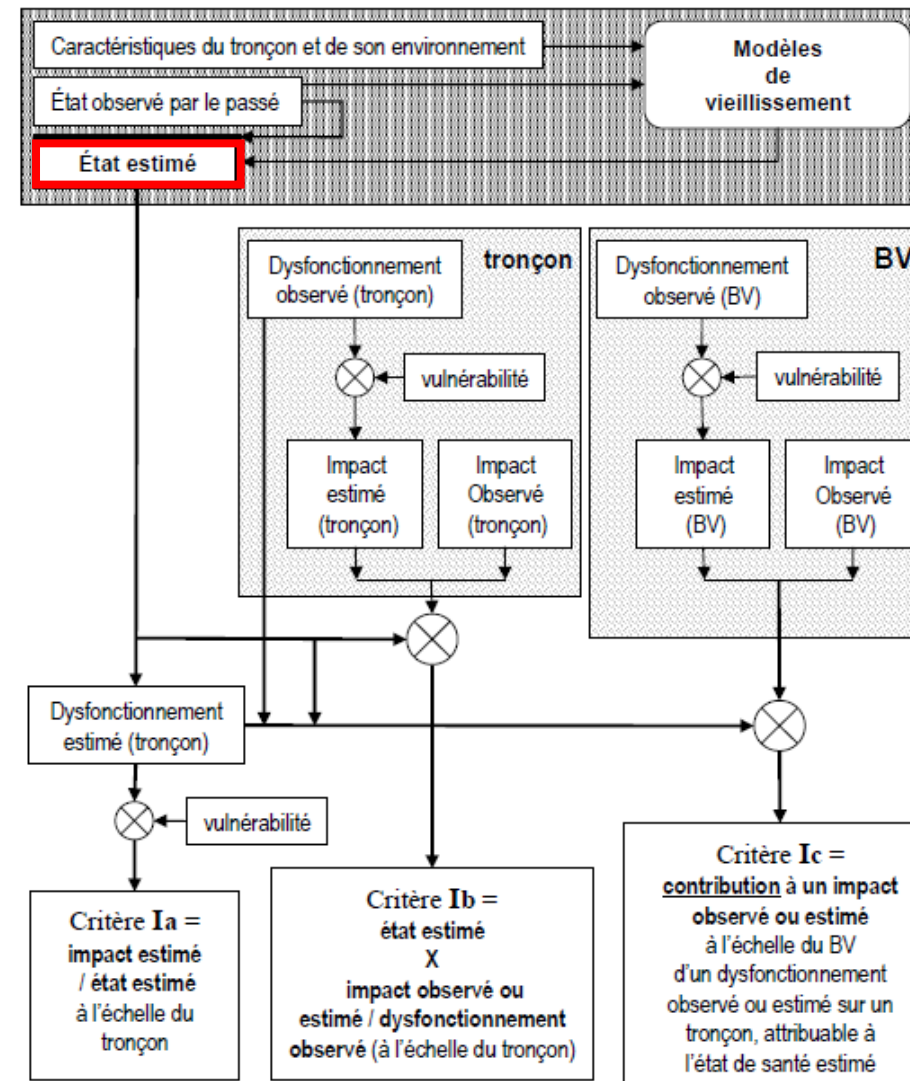 Caractéristiques du tronçon et de son environnement
Modèles
de
vieillissement
État observé par le passé
État estimé
tronçon
Dysfonctionnement
observé (tronçon)
vulnérabilité
Impact
estimé
(tronçon)
Impact
Observé
(tronçon)
BV
Dysfonctionnement
observé (BV)
vulnérabilité
Impact
estimé
(BV)
Impact
Observé
(BV)
Dysfonctionnement
estimé (tronçon)
vulnérabilité
Critère Ia =
impact estimé
/ état estimé
à l'échelle du
tronçon
Critère Ib =
état estimé
X
impact observé ou
estimé / dysfonctionnement
observé (à l'échelle du tronçon)
Critère Ic =
contribution à un impact
observé ou estimé
à l'échelle du BV
d'un dysfonctionnement
observé ou estimé sur un
tronçon, attribuable à
l'état de santé estimé